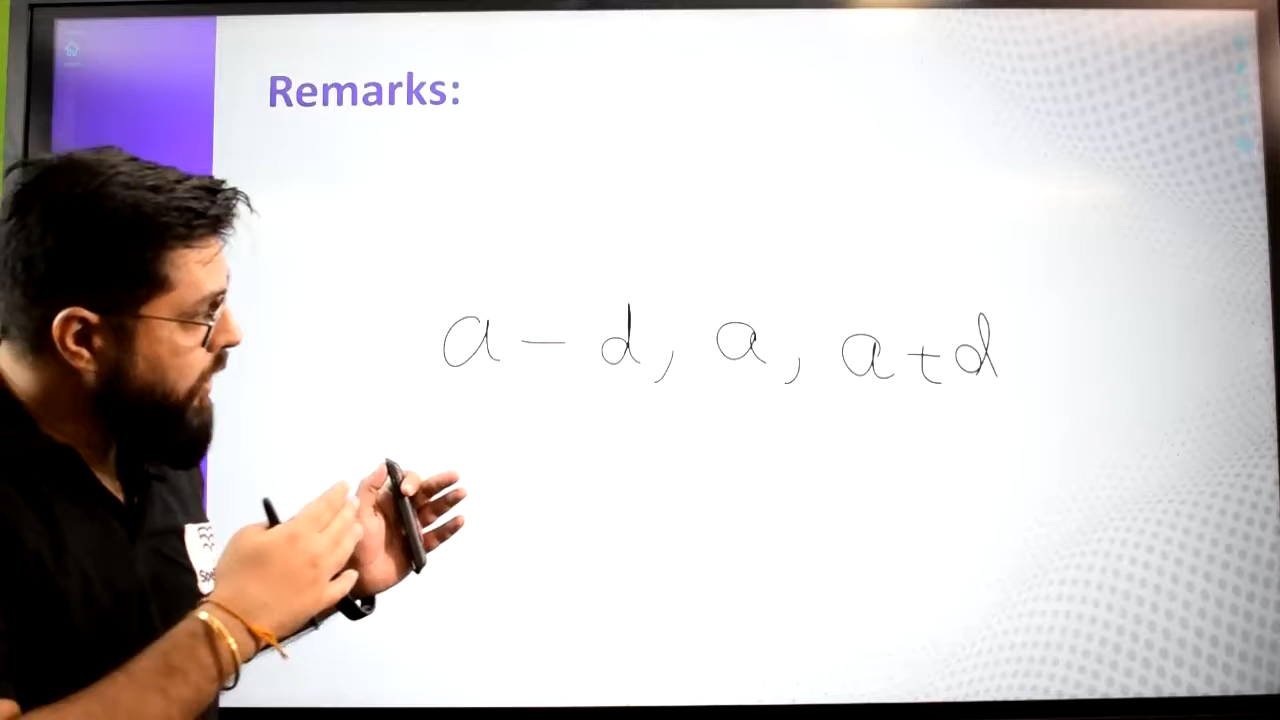 Remarks:
a - d, a, a + d